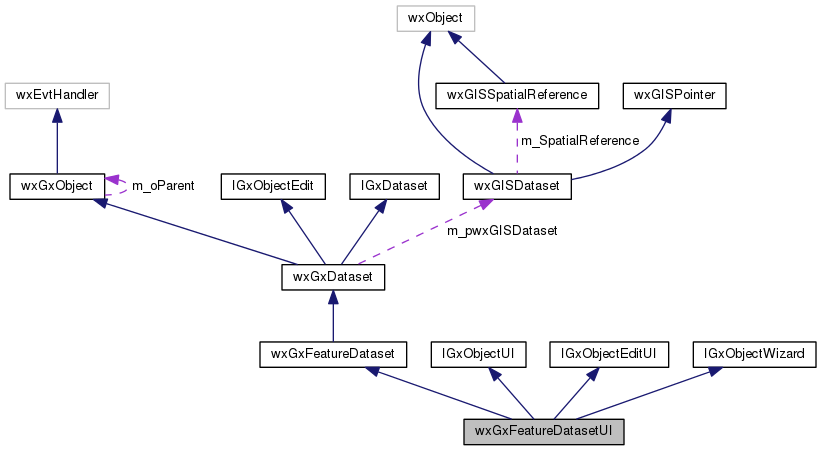 wxObject
wxEvtHandler
wxGISSpatialReference
wxGISPointer
m_SpatialReference
wxGxObject
m_oParent
IGxObjectEdit
IGxDataset
wxGISDataset
m_pwxGISDataset
wxGxDataset
wxGxFeatureDataset
IGxObjectUI
IGxObjectEditUI
IGxObjectWizard
wxGxFeatureDatasetUI